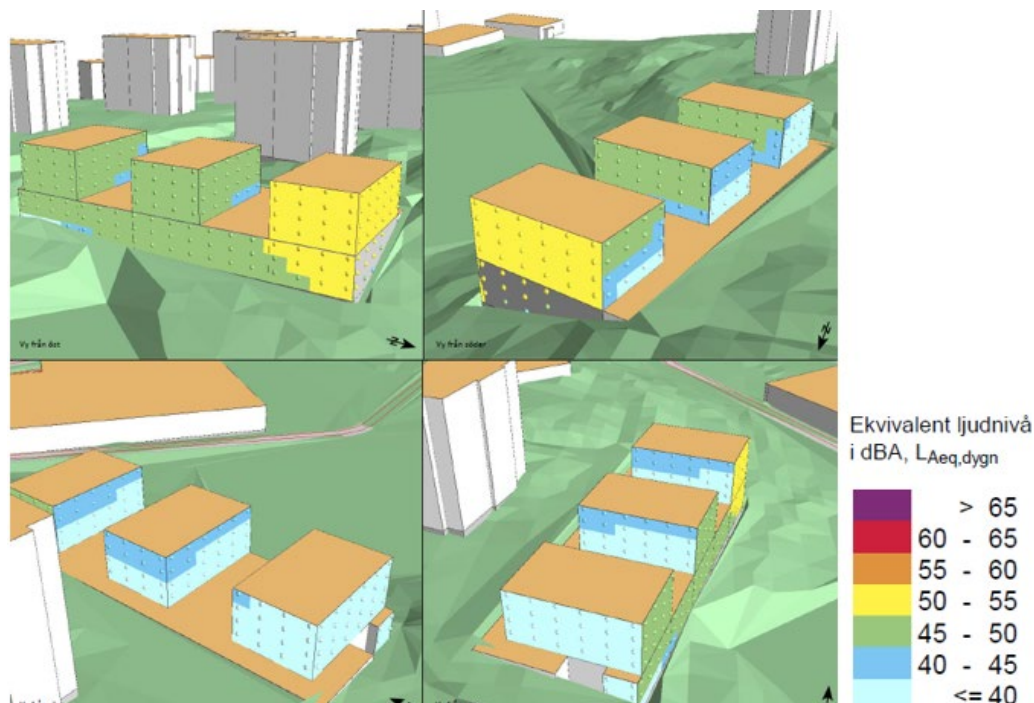 Vy från öst
Vy från söder
Ekvivalent ljudnivå
i dBA, LAeq,dygn
> 65
60 - 65
55 - 60
50 - 55
45 - 50
40 - 45
<= 40